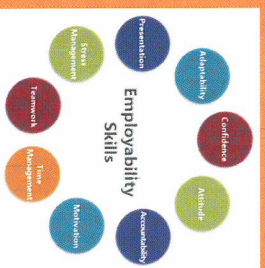 Employability
Skills
Presentation
Adaptability
Confidence
Attitude
Accountability
Motivation
Time
Management
Teamwork
Stress
Management